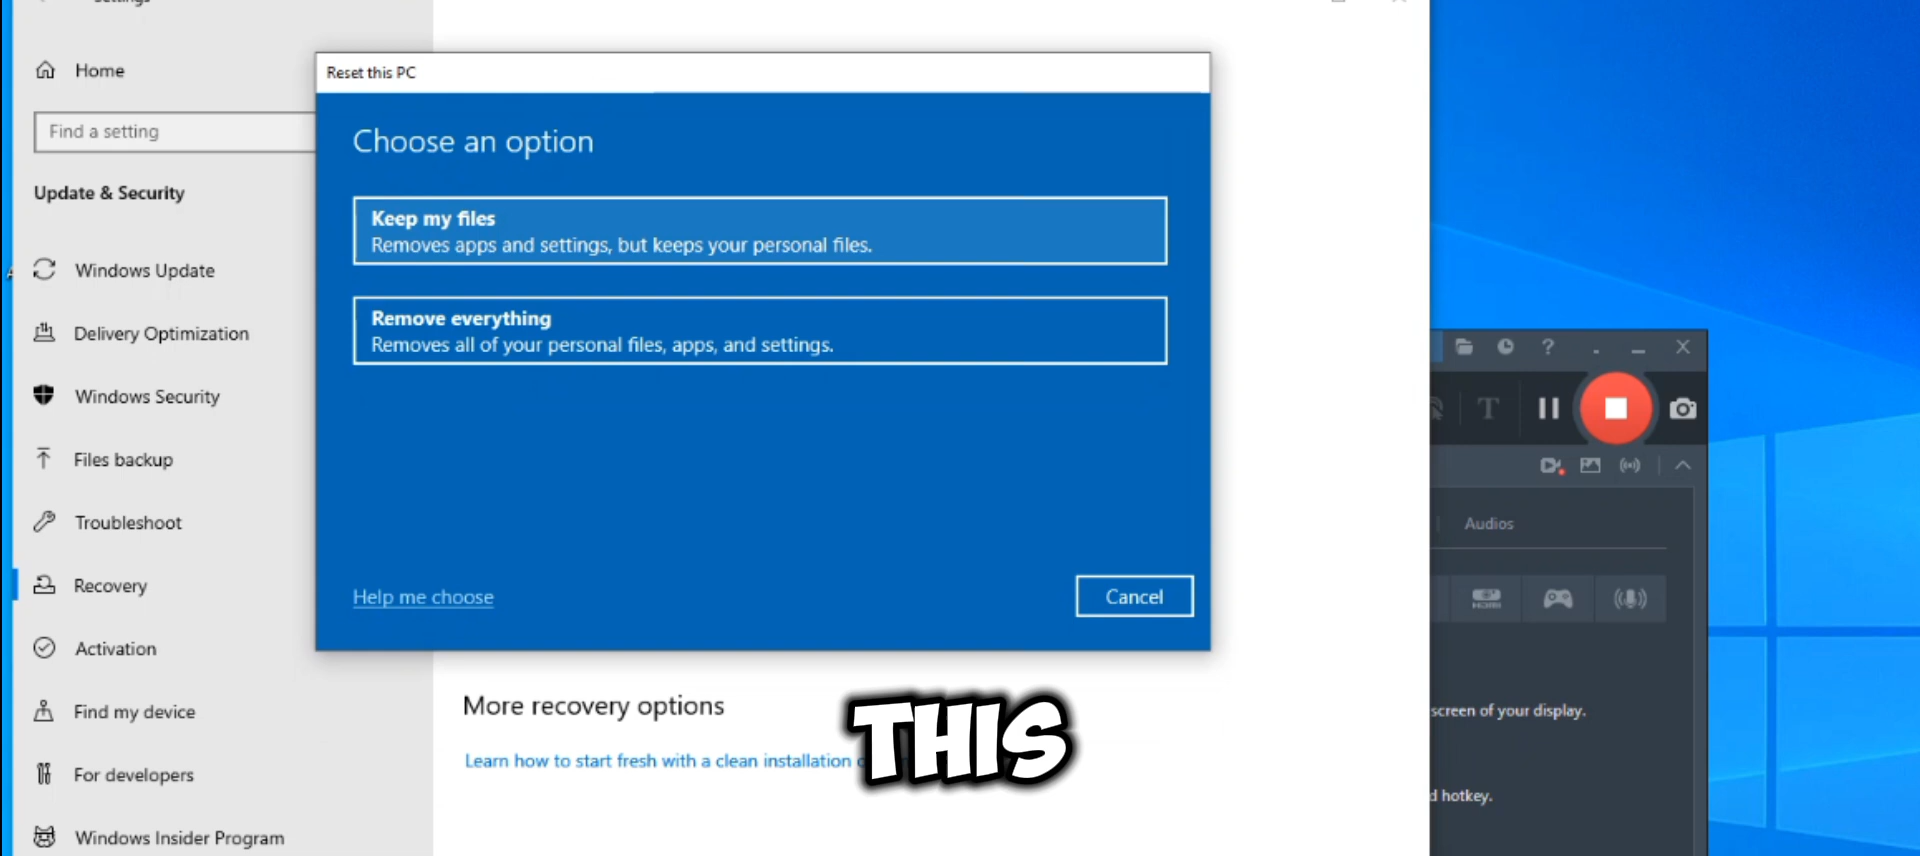 Home
Find a setting
Update & Security
Windows Update
Delivery Optimization
Windows Security
Files backup
Troubleshoot
Recovery
Activation
Find my device
For developers
Windows Insider Program
Reset this PC
Choose an option
Keep my files
Removes apps and settings, but keeps your personal files.
Remove everything
Removes all of your personal files, apps, and settings.
Help me choose
Cancel
More recovery options
Learn how to start fresh with a clean installation
THIS
?
T
Audios
HDMI
screen of your display.
hotkey.